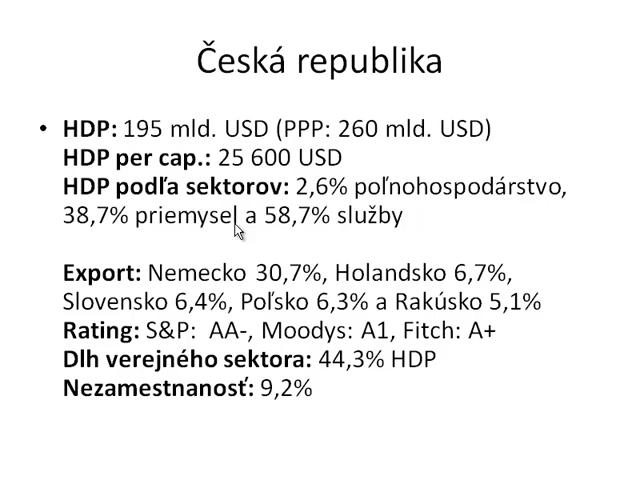 Česká republika
• HDP: 195 mld. USD (PPP: 260 mld. USD)
HDP per cap.: 25 600 USD
HDP podľa sektorov: 2,6% poľnohospodárstvo,
38,7% priemysel a 58,7% služby
Export: Nemecko 30,7%, Holandsko 6,7%,
Slovensko 6,4%, Poľsko 6,3% a Rakúsko 5,1%
Rating: S&P:  AA-, Moodys: A1, Fitch: A+
Dlh verejného sektora: 44,3% HDP
Nezamestnanosť: 9,2%